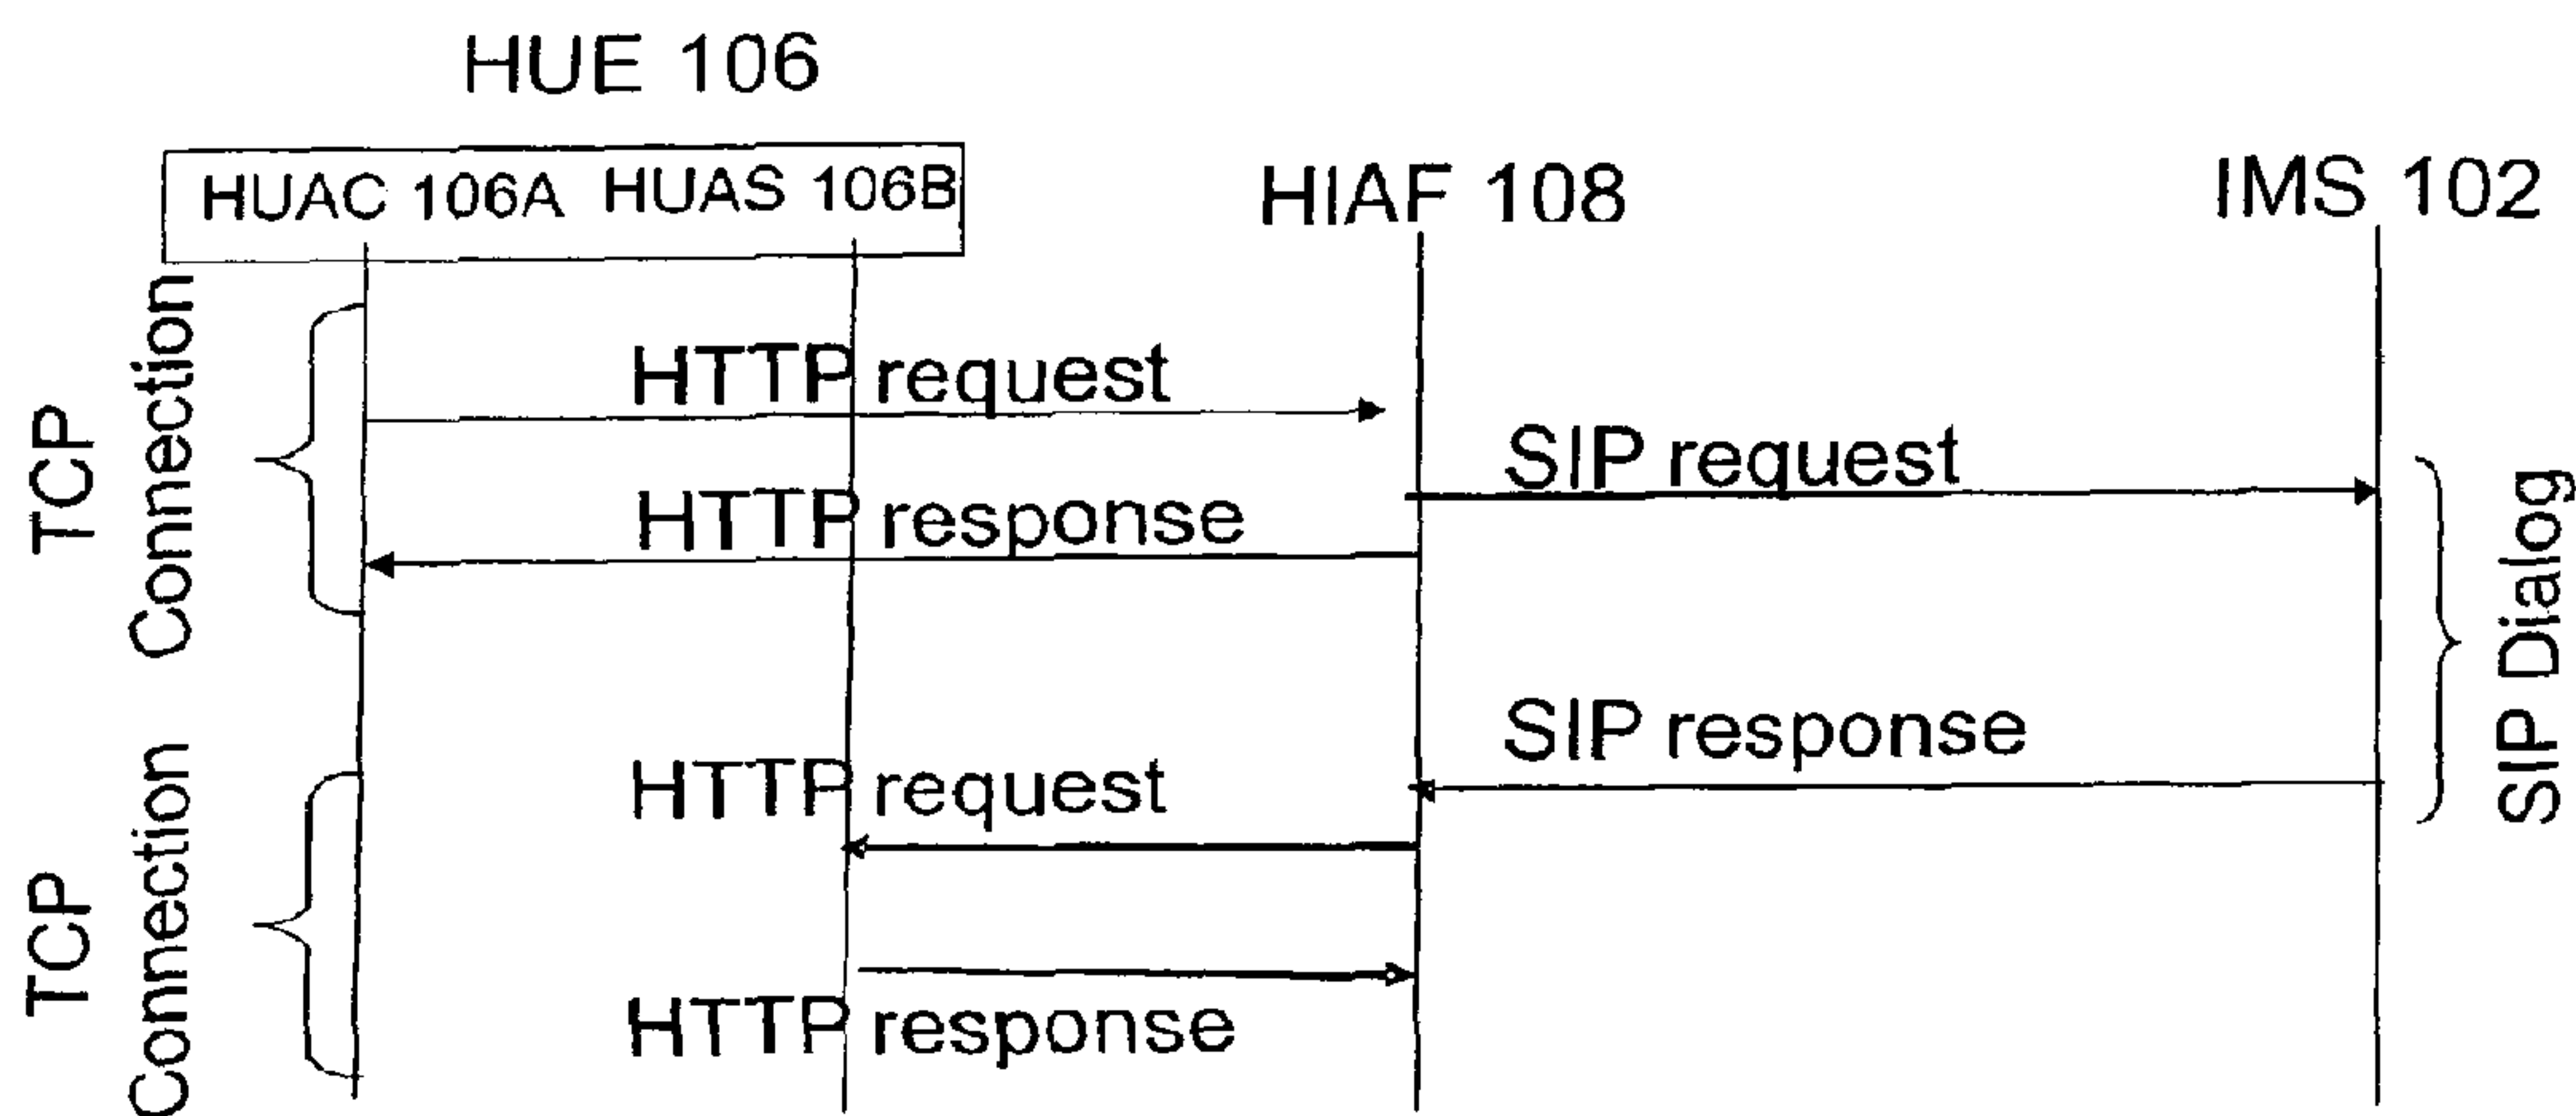 HUE 106
HUAC 106A HUAS 106B
HIAF 108
IMS 102
TCP
Connection
HTTP request
SIP request
HTTP response
SIP Dialog
SIP response
TCP
Connection
HTTP request
HTTP response